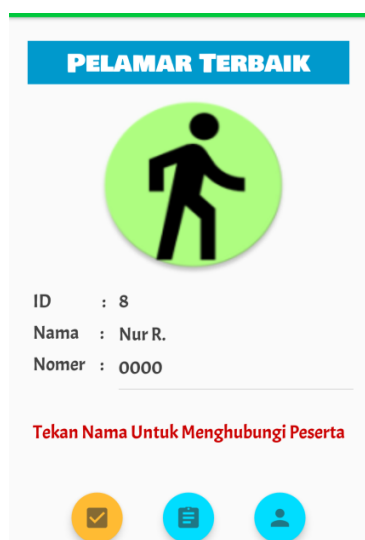 Pelamar Terbaik
ID : 8
Nama : Nur R.
Nomer : 0000
Tekan Nama Untuk Menghubungi Peserta